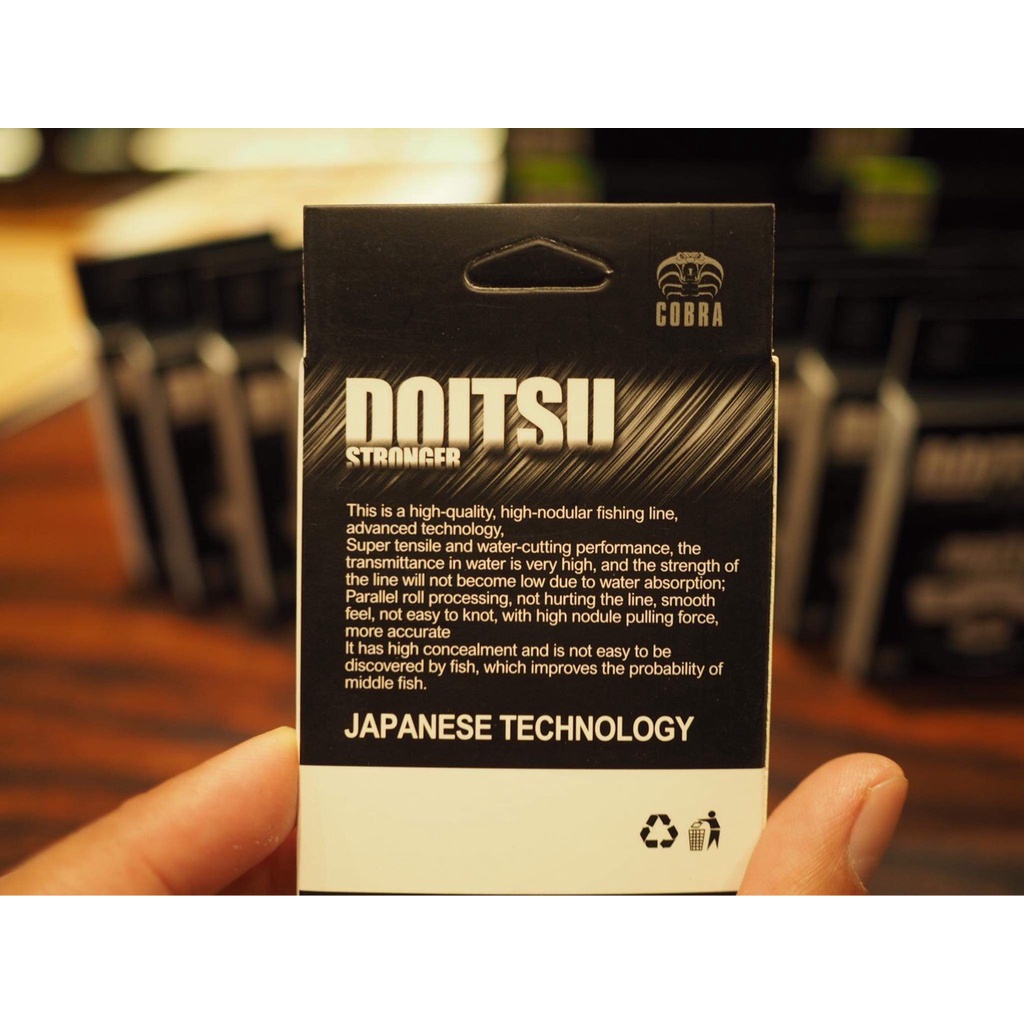 COBRA
DOITSU
STRONGER
This is a high-quality, high-nodular fishing line,
advanced technology,
Super tensile and water-cutting performance, the
transmittance in water is very high, and the strength of
the line will not become low due to water absorption;
Parallel roll processing, not hurting the line, smooth
feel, not easy to knot, with high nodule pulling force,
more accurate
It has high concealment and is not easy to be
discovered by fish, which improves the probability of
middle fish.
JAPANESE TECHNOLOGY